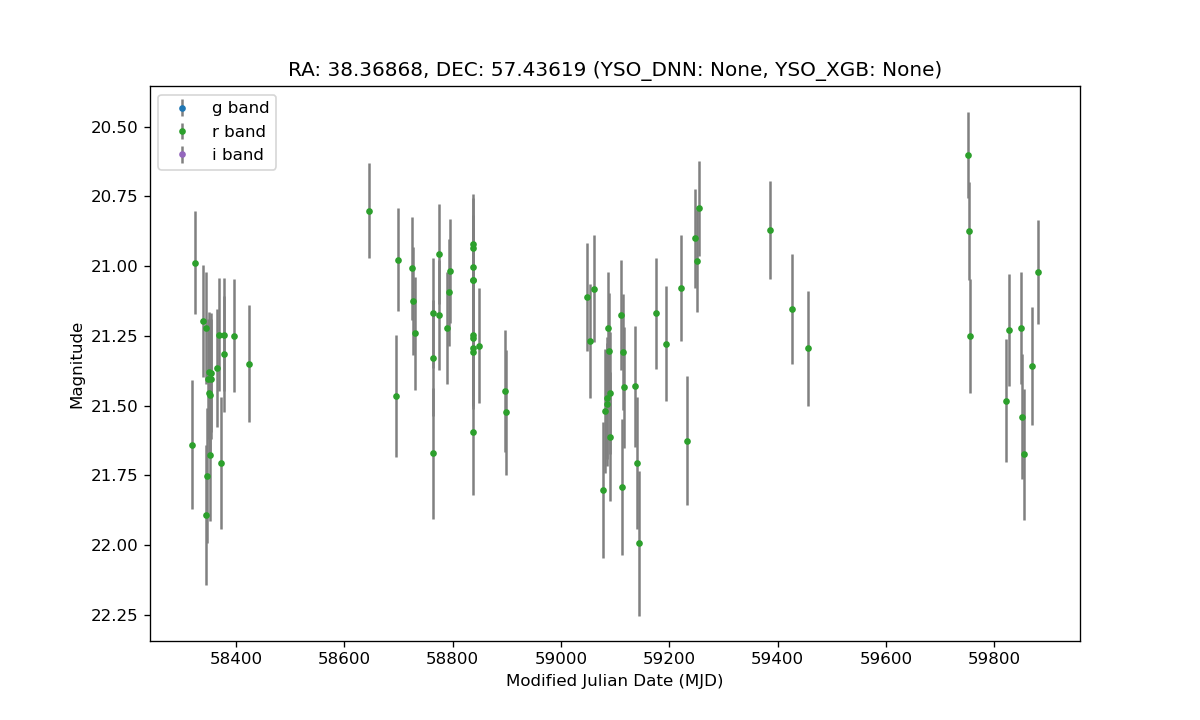 RA: 38.36868, DEC: 57.43619 (YSO_DNN: None, YSO_XGB: None)
g band
r band
i band
20.50
20.75
21.00
21.25
21.50
21.75
22.00
22.25
Magnitude
58400 58600 58800 59000 59200 59400 59600 59800
Modified Julian Date (MJD)